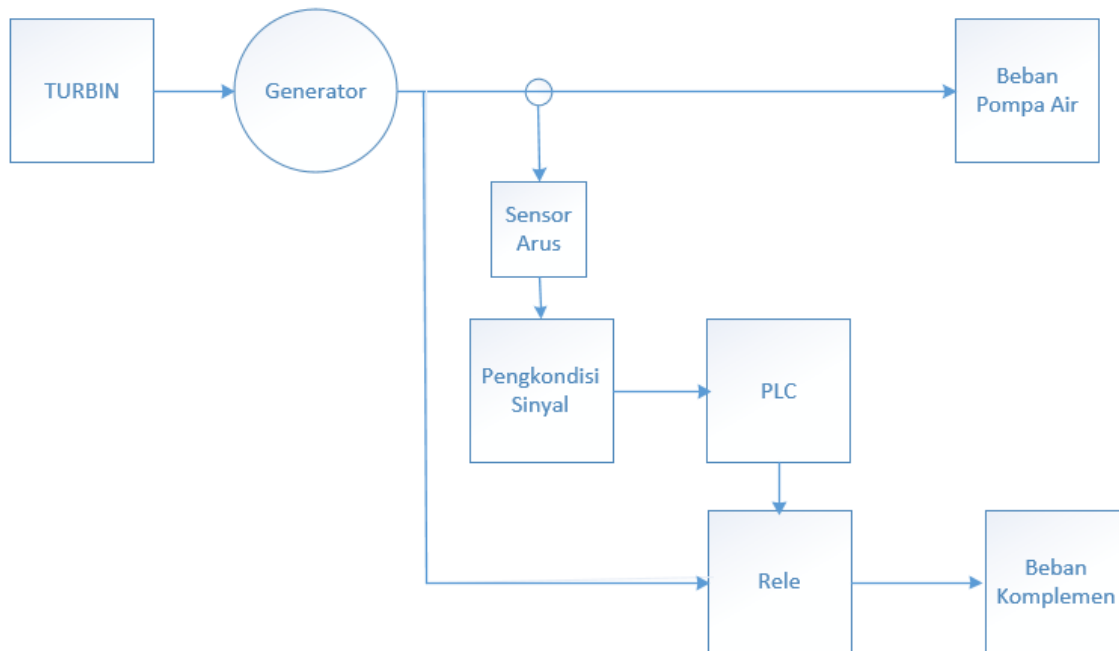 TURBIN
Generator
Beban
Pompa Air
Sensor
Arus
Pengkondisi
Sinyal
PLC
Rele
Beban
Komplemen